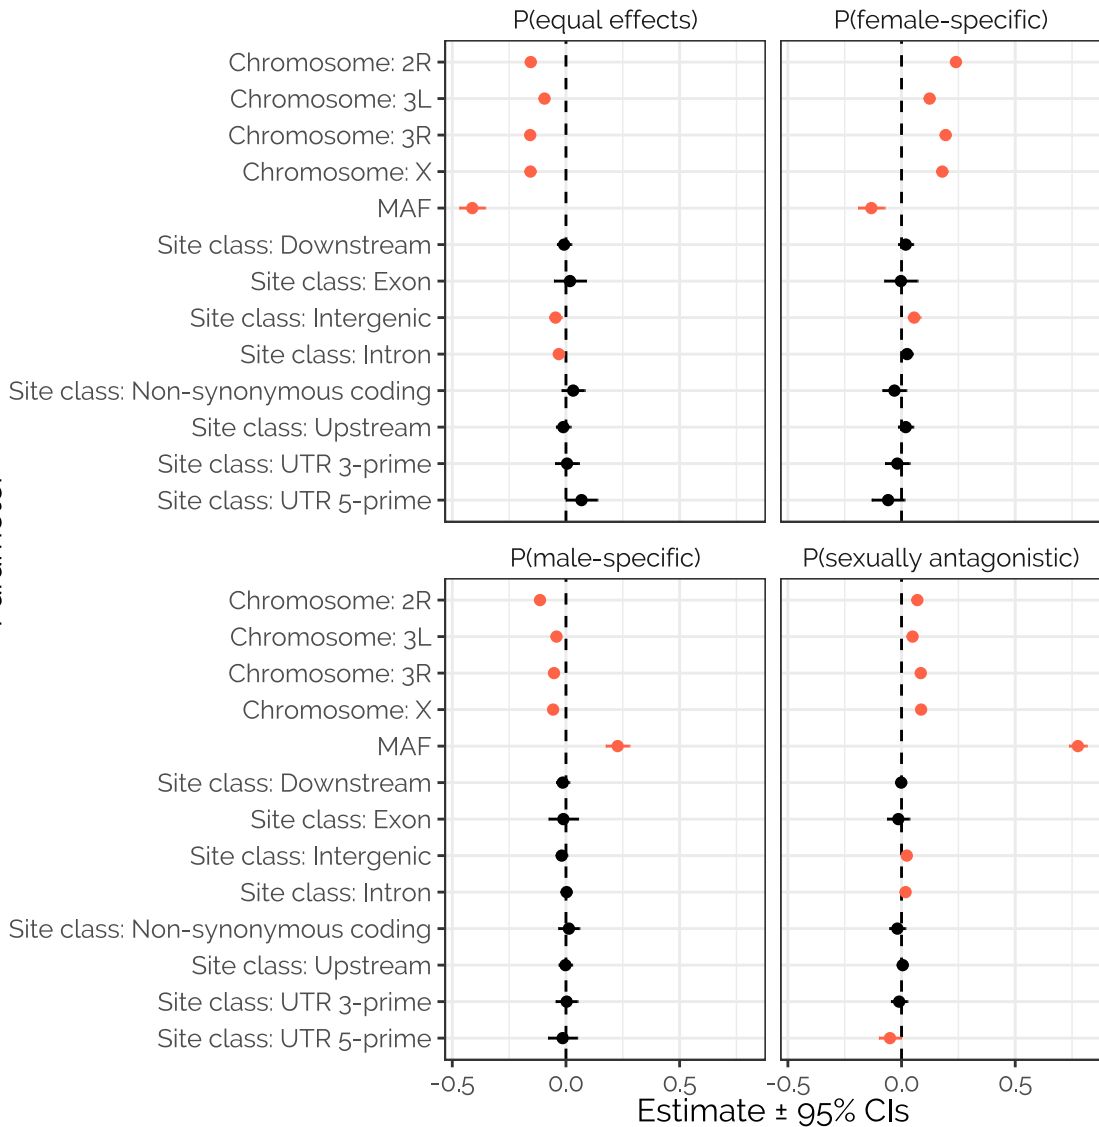 P(equal effects) P(female-specific)
Chromosome: 2R
Chromosome: 3L
Chromosome: 3R
Chromosome: X
MAF
Site class: Downstream
Site class: Exon
Site class: Intergenic
Site class: Intron
Site class: Non-synonymous coding
Site class: Upstream
Site class: UTR 3-prime
Site class: UTR 5-prime
P(male-specific) P(sexually antagonistic)
Chromosome: 2R
Chromosome: 3L
Chromosome: 3R
Chromosome: X
MAF
Site class: Downstream
Site class: Exon
Site class: Intergenic
Site class: Intron
Site class: Non-synonymous coding
Site class: Upstream
Site class: UTR 3-prime
Site class: UTR 5-prime
-0.5 0.0 0.5 -0.5 0.0 0.5
Estimate ± 95% CIs